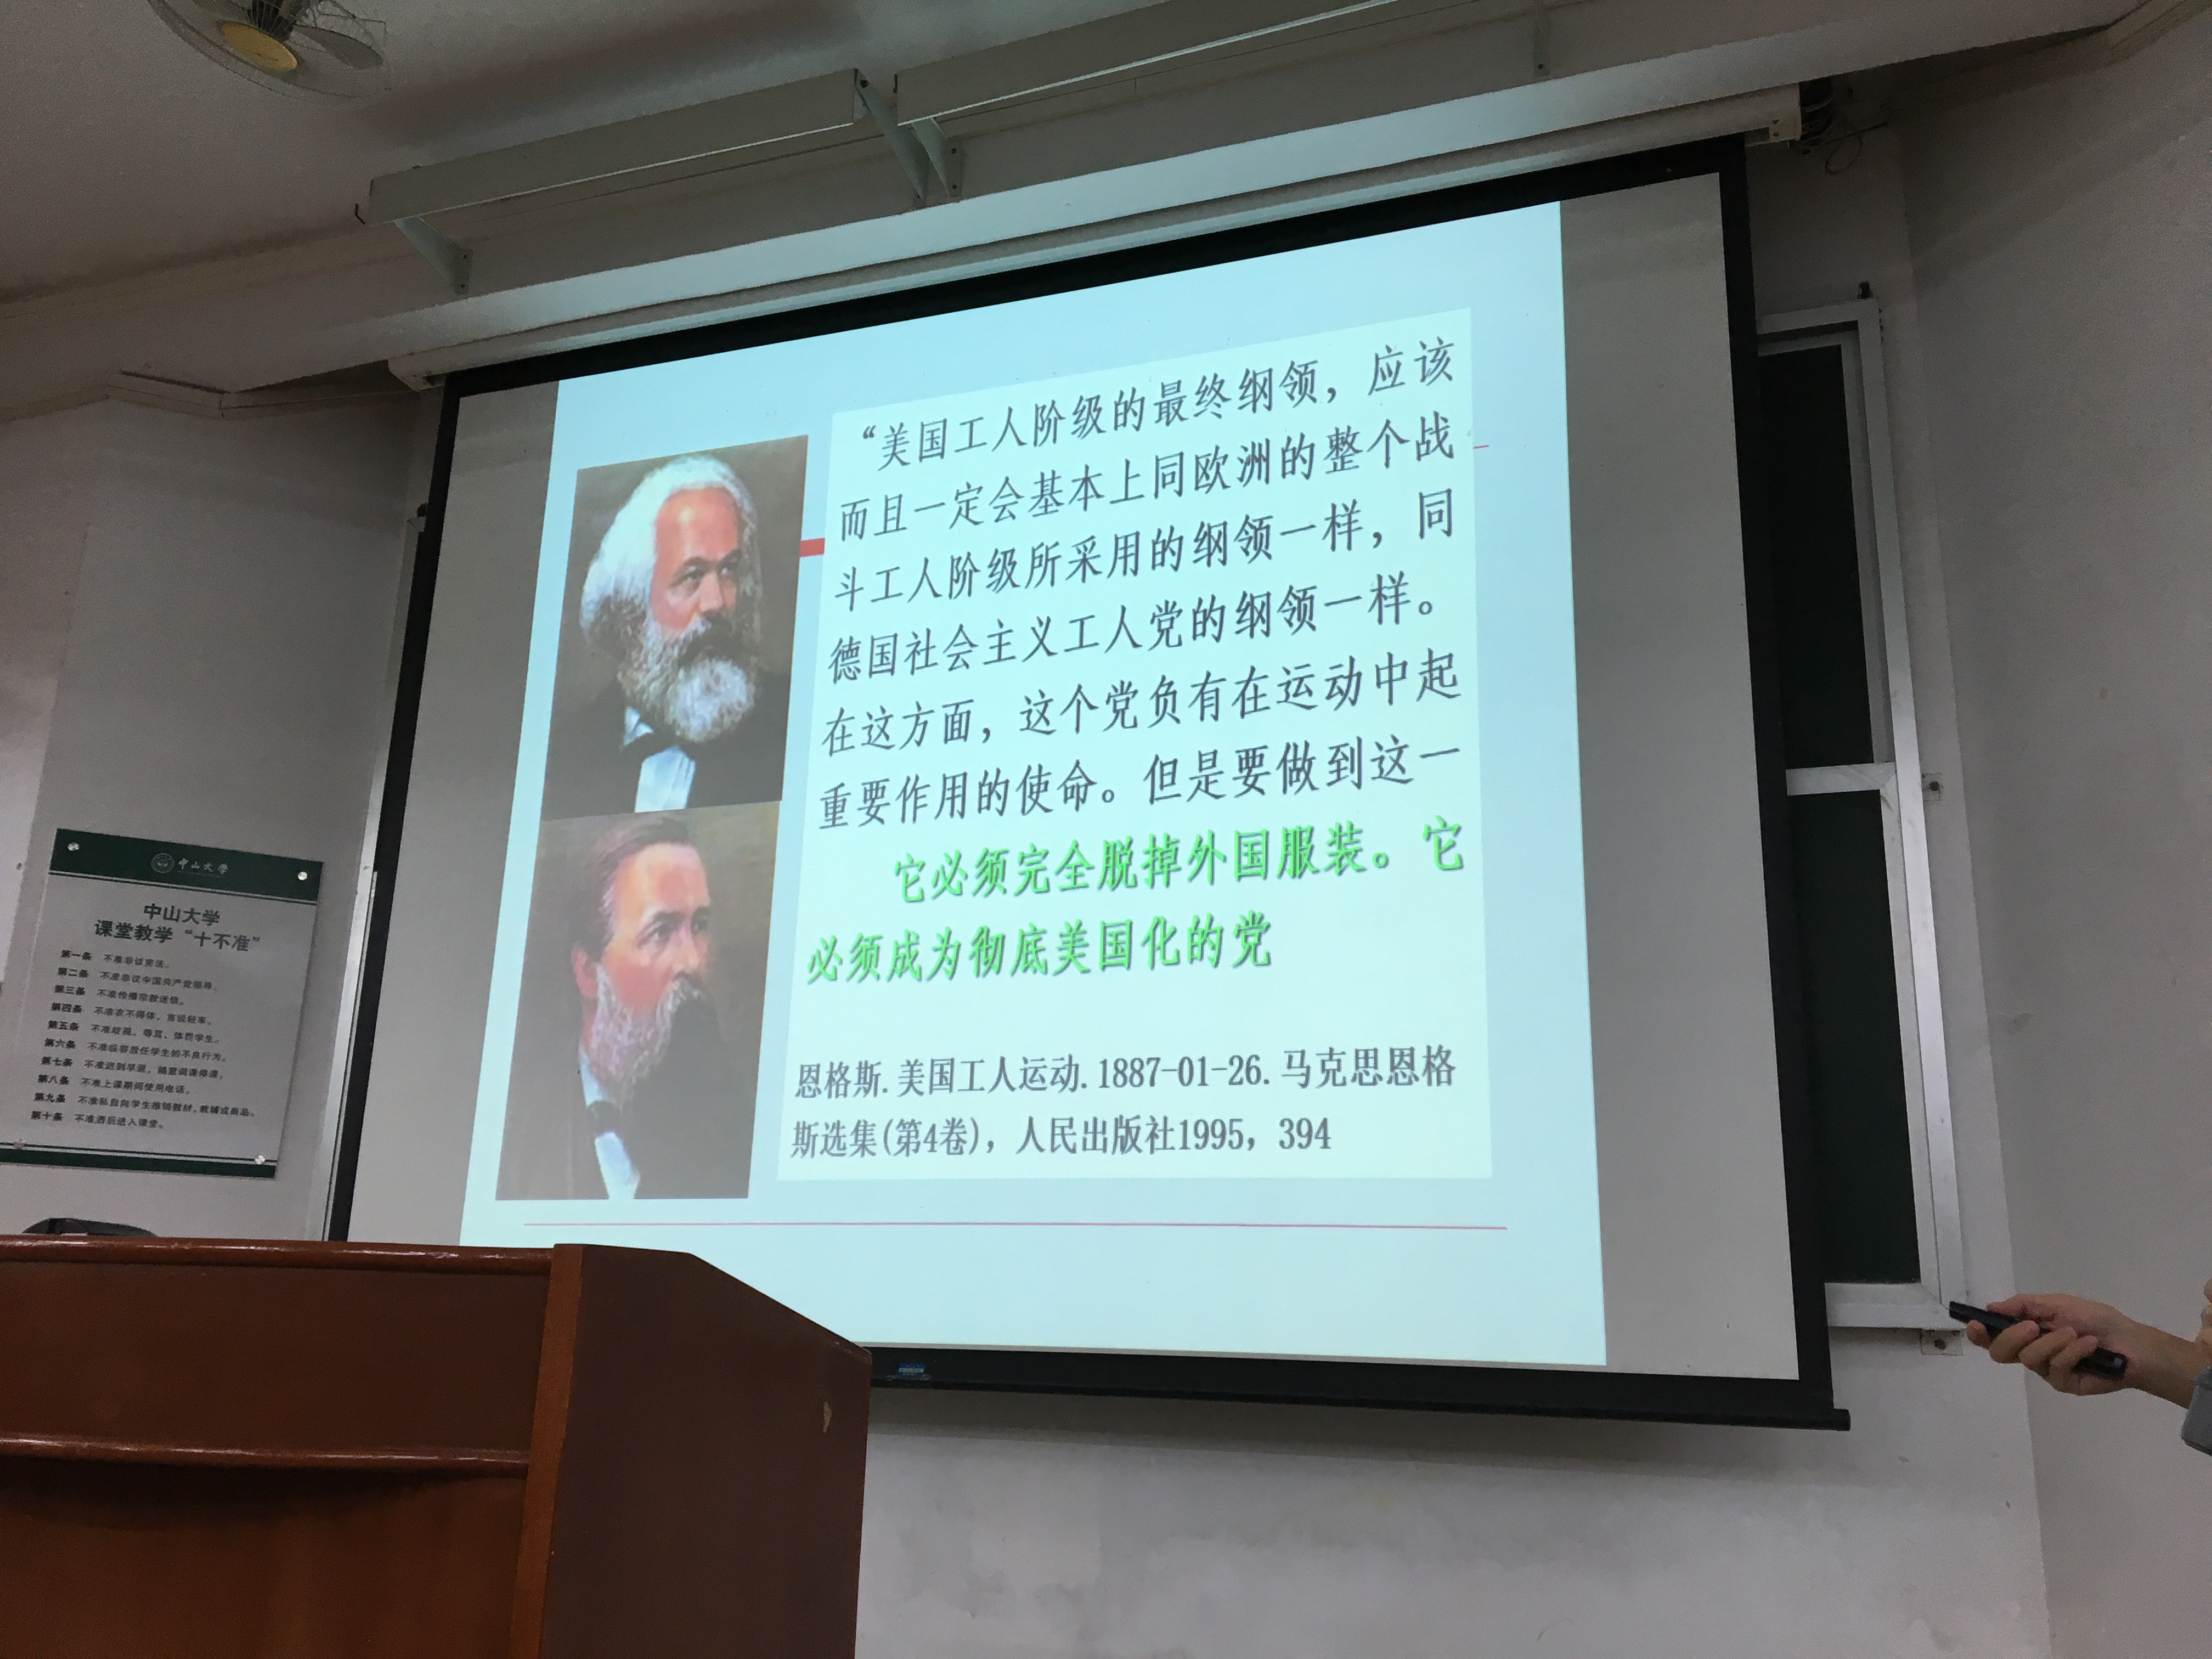 “美国工人阶级的最终纲领，应该
而且一定会基本上同欧洲的整个战
斗工人阶级所采用的纲领一样，同
德国社会主义工人党的纲领一样。
在这方面，这个党负有在运动中起
重要作用的使命。但是要做到这一
它必须完全脱掉外国服装。它
必须成为彻底美国化的党
恩格斯.美国工人运动.1887-01-26.马克思恩格
斯选集(第4卷)，人民出版社1995，394
中山大学
中山大学
课堂教学“十不准”
第一条 不准非议宪法。
第二条 不准非议中国共产党领导。
第三条 不准传播宗教迷信。
第四条 不准衣不得体，言谈轻率。
第五条 不准歧视、辱骂、体罚学生。
第六条 不准纵容放任学生的不良行为。
第七条 不准迟到早退，随意调课停课。
第八条 不准上课期间使用电话。
第九条 不准私自向学生推销教材、教辅或商品。
第十条 不准酒后进入课堂。